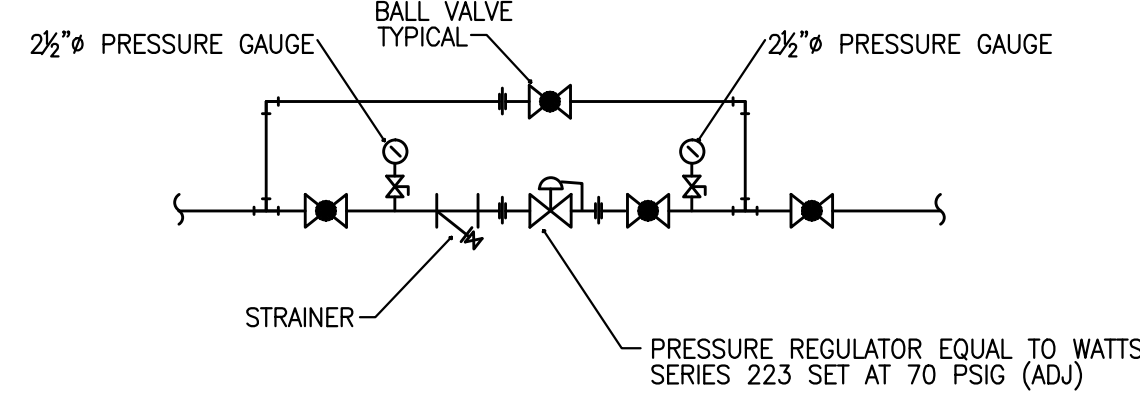 BALL VALVE
TYPICAL
2½"ø PRESSURE GAUGE
2½"ø PRESSURE GAUGE
STRAINER
PRESSURE REGULATOR EQUAL TO WATTS
SERIES 223 SET AT 70 PSIG (ADJ)